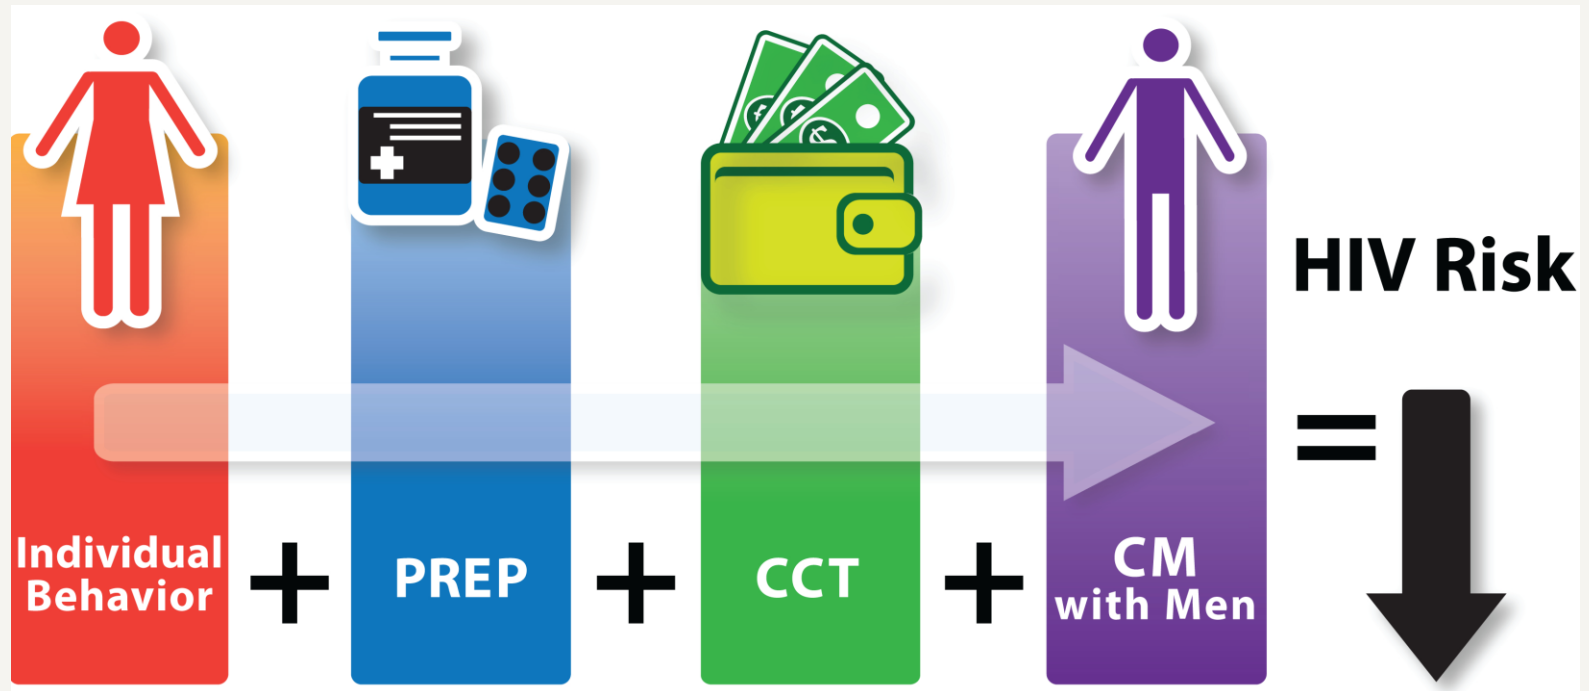 Individual
Behavior
+
PREP
+
CCT
+
CM
with Men
HIV Risk
=